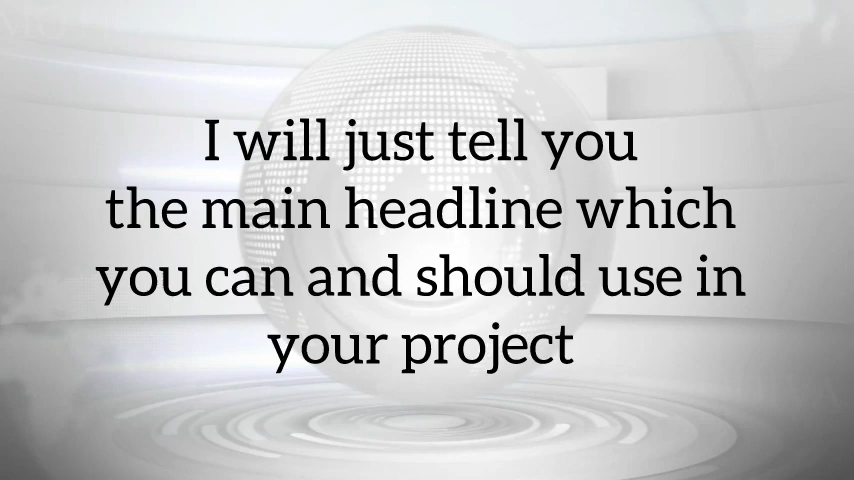 I will just tell you
the main headline which
you can and should use in
your project